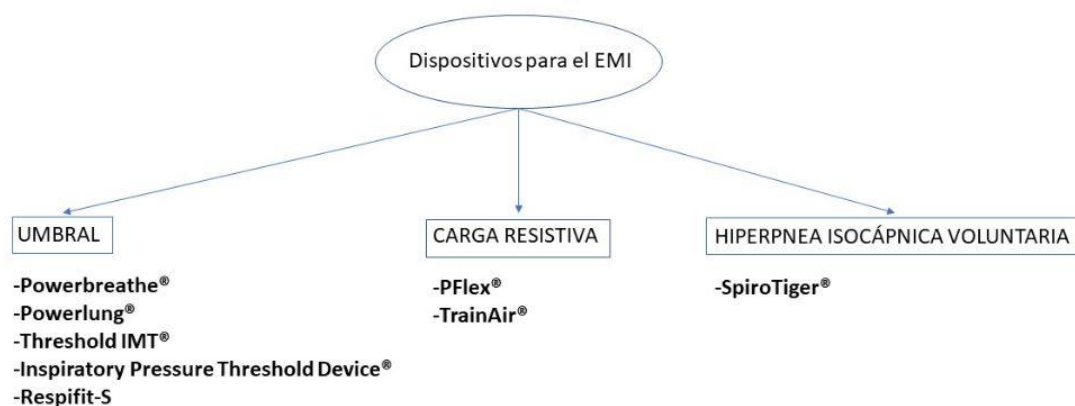 Dispositivos para el EMI
UMBRAL
-Powerbreathe®
-Powerlung®
-Threshold IMT®
-Inspiratory Pressure Threshold Device®
-Respifit-S
CARGA RESISTIVA
-PFlex®
-TrainAir®
HIPERPNEA ISOCÁPNICA VOLUNTARIA
-SpiroTiger®